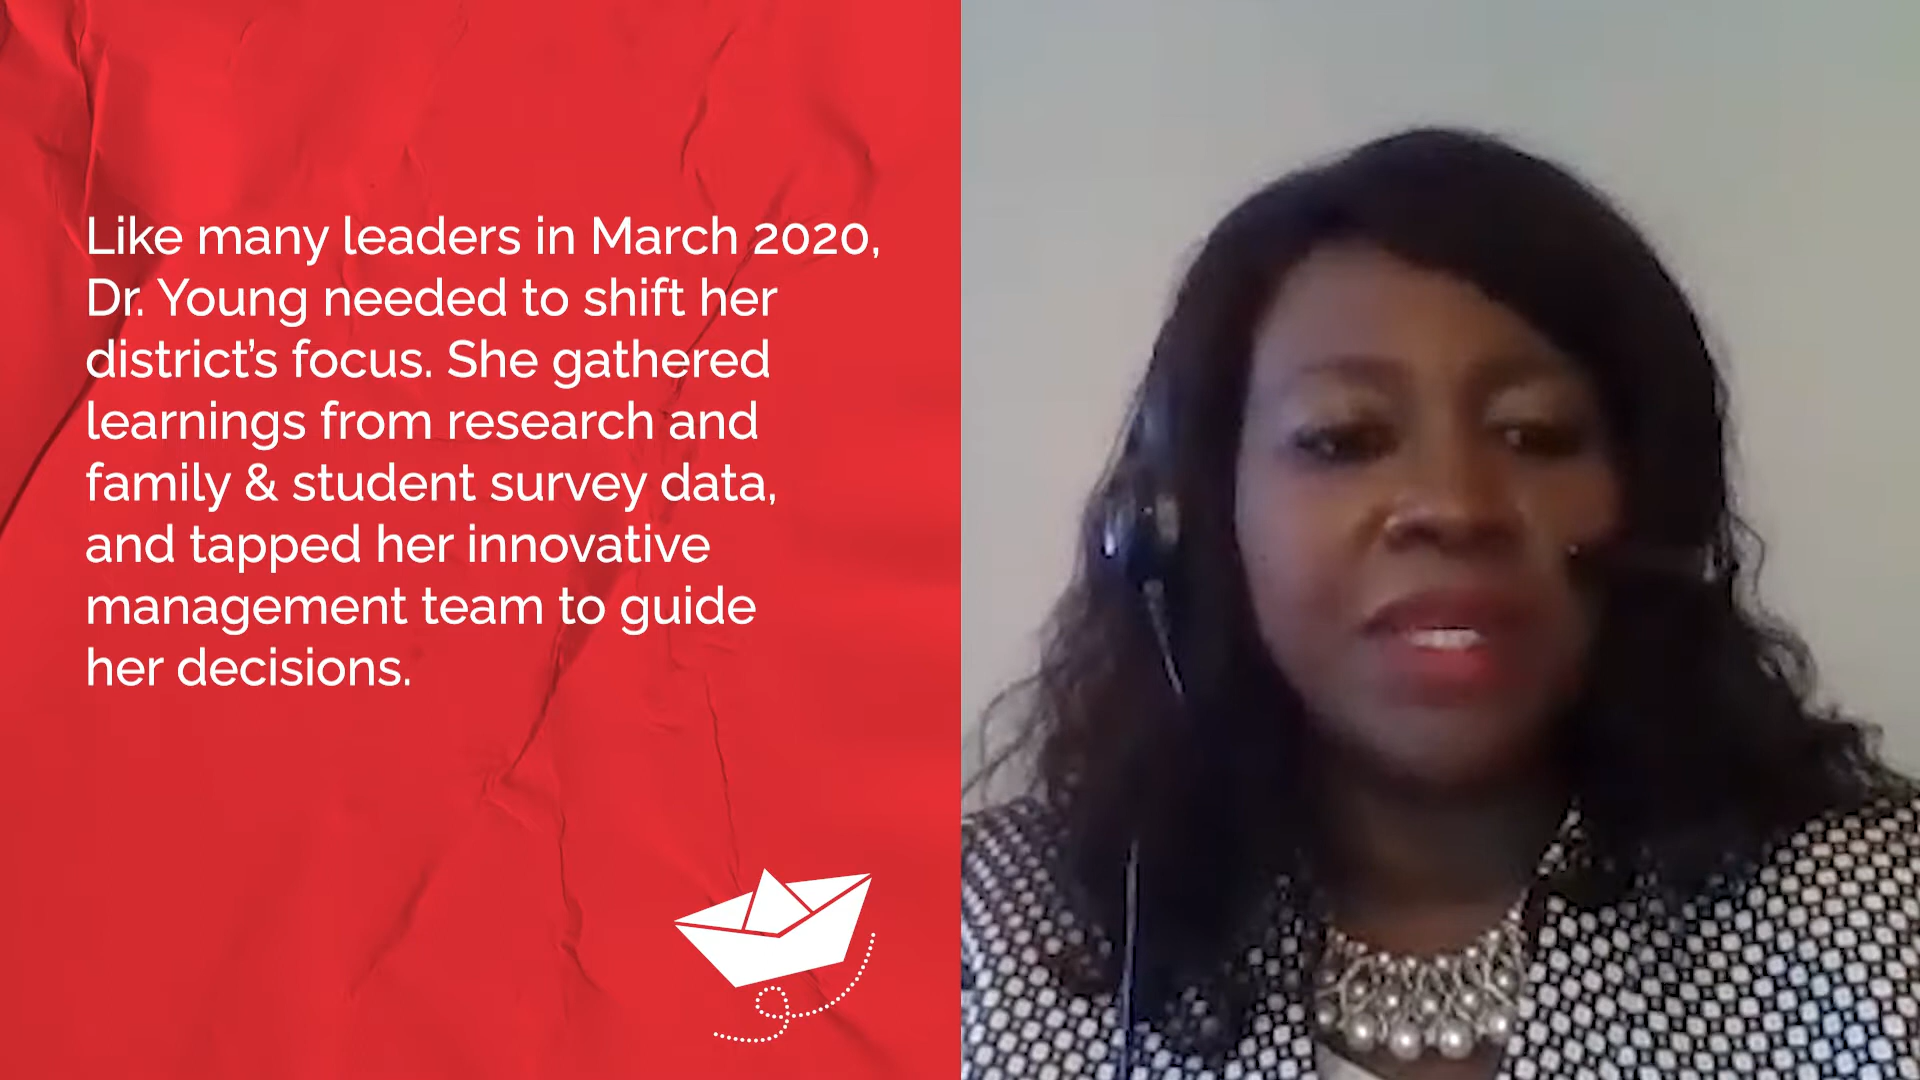 Like many leaders in March 2020,
Dr. Young needed to shift her
district’s focus. She gathered
learnings from research and
family & student survey data,
and tapped her innovative
management team to guide
her decisions.